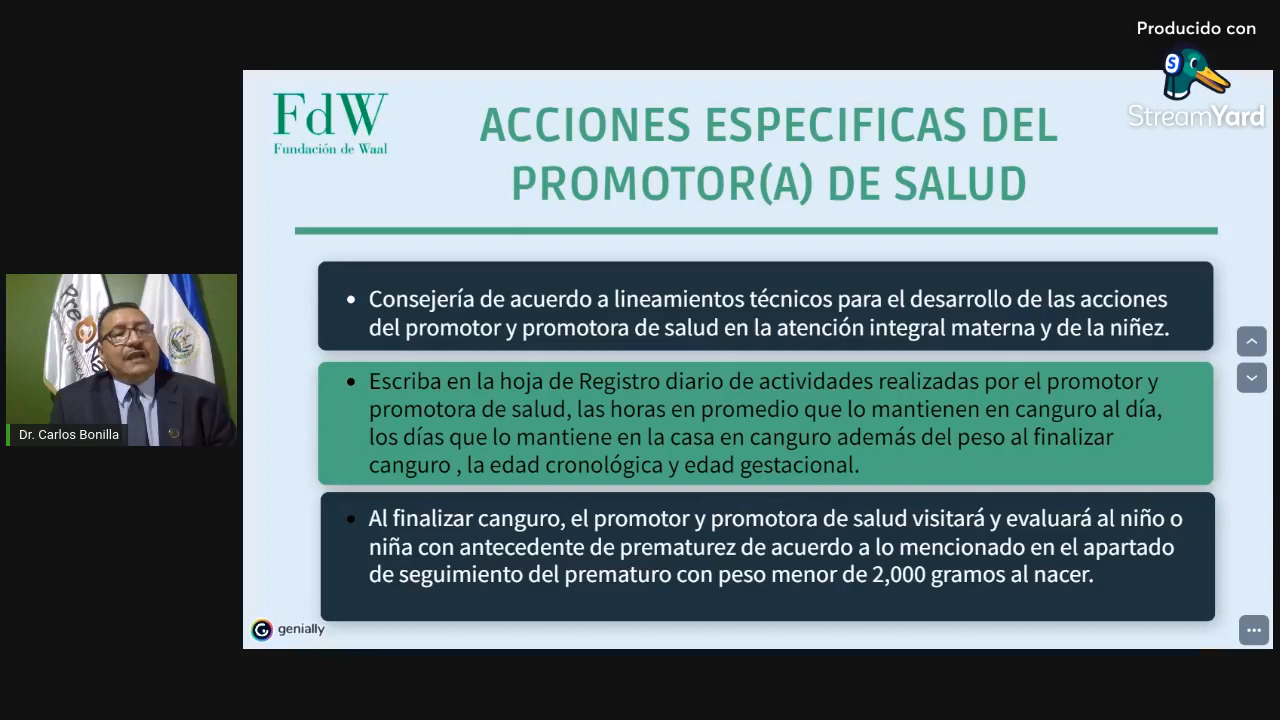 Producido con
StreamYard
FdW
Fundación de Waal
ACCIONES ESPECIFICAS DEL
PROMOTOR(A) DE SALUD
• Consejería de acuerdo a lineamientos técnicos para el desarrollo de las acciones
del promotor y promotora de salud en la atención integral materna y de la niñez.
• Escriba en la hoja de Registro diario de actividades realizadas por el promotor y
promotora de salud, las horas en promedio que lo mantienen en canguro al día,
los días que lo mantiene en la casa en canguro además del peso al finalizar
canguro , la edad cronológica y edad gestacional.
• Al finalizar canguro, el promotor y promotora de salud visitará y evaluará al niño o
niña con antecedente de prematurez de acuerdo a lo mencionado en el apartado
de seguimiento del prematuro con peso menor de 2,000 gramos al nacer.
Dr. Carlos Bonilla
genially